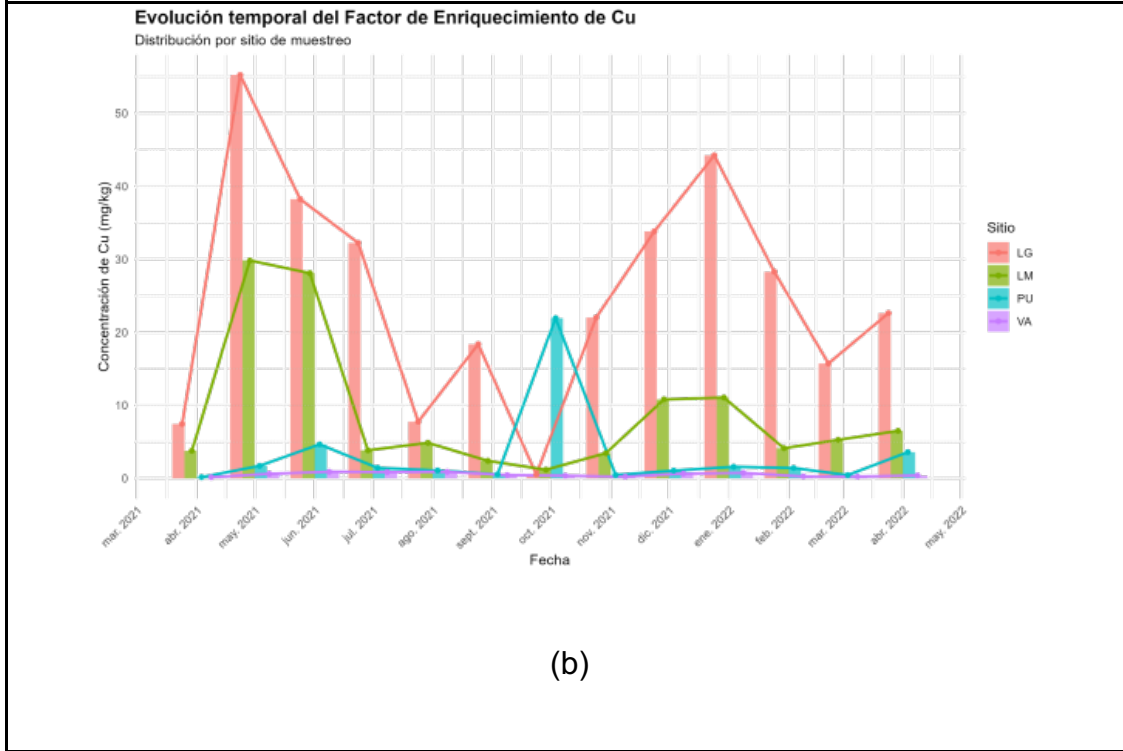 Evolución temporal del Factor de Enriquecimiento de Cu
Distribución por sitio de muestreo
Concentración de Cu (mg/kg)
50
40
30
20
10
0
mar. 2021
abr. 2021
may. 2021
jun. 2021
jul. 2021
ago. 2021
sept. 2021
oct. 2021
nov. 2021
dic. 2021
ene. 2022
feb. 2022
mar. 2022
abr. 2022
may. 2022
Fecha
Sitio
LG
LM
PU
VA
(b)